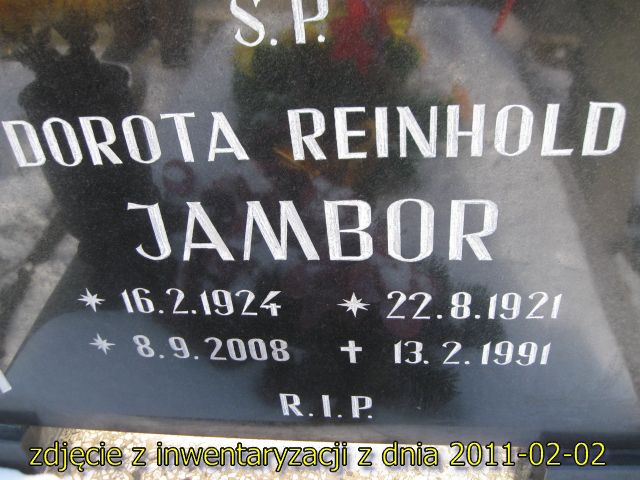 Ś.P.
DOROTA REINHOLD
JAMBOR
* 16.2.1924 * 22.8.1921
* 8.9.2008 † 13.2.1991
R.I.P.
zdjęcie z inwentaryzacji z dnia 2011-02-02